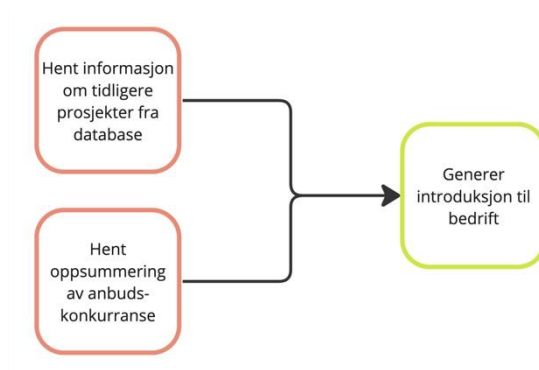 Hent informasjon
om tidligere
prosjekter fra
database
Hent
oppsummering
av anbuds-
konkurranse
Generer
introduksjon til
bedrift